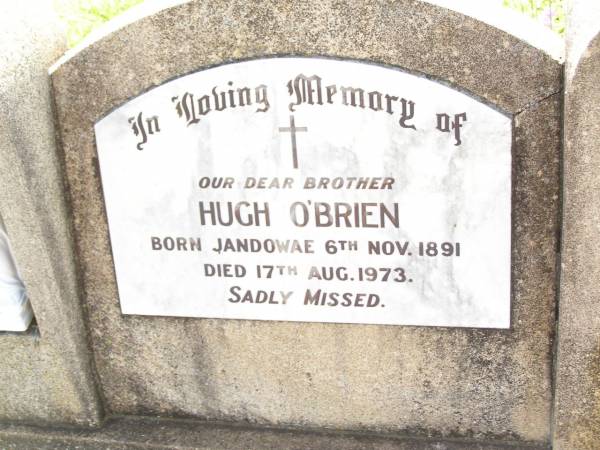 In Loving Memory of
OUR DEAR BROTHER
HUGH O'BRIEN
BORN JANDOWAE 6TH NOV. 1891
DIED 17TH AUG. 1973.
SADLY MISSED.